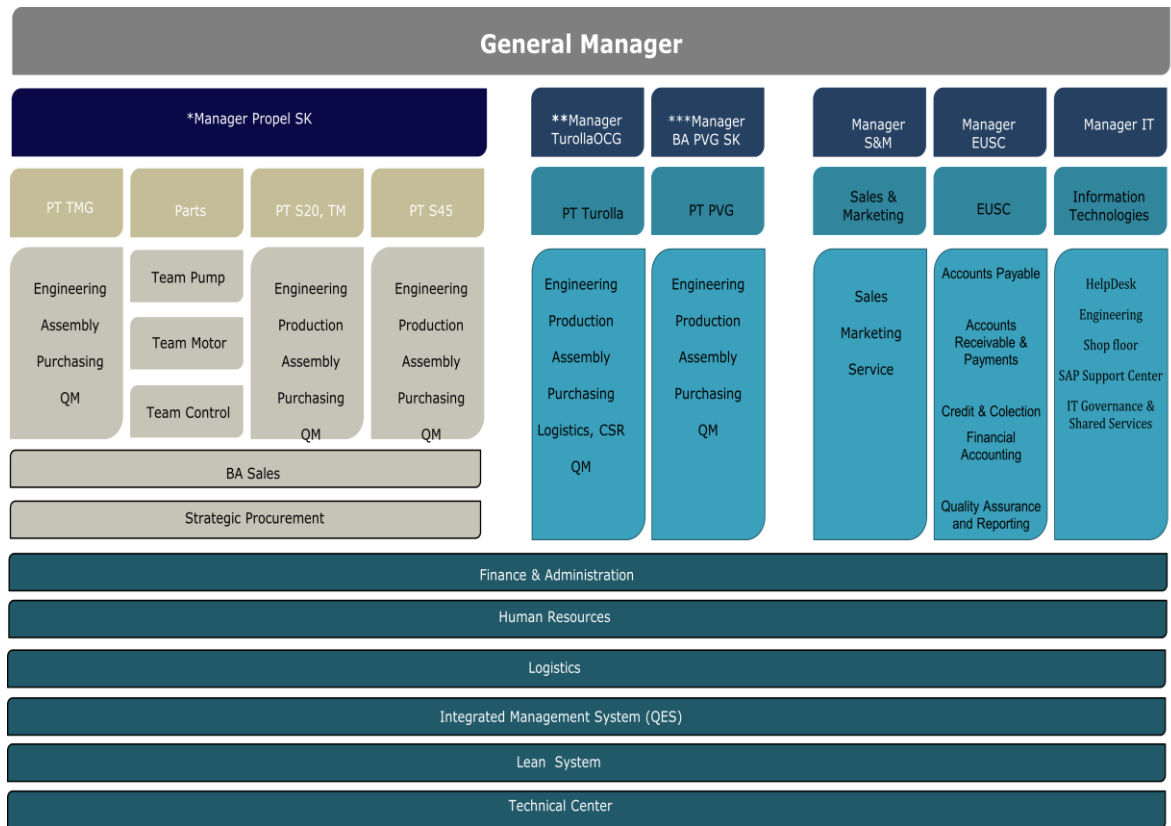 General Manager
*Manager Propel SK
**Manager
TurollaOCG
***Manager
BA PVG SK
Manager
S&M
Manager
EUSC
Manager IT
PT TMG
Parts
PT S20, TM
PT S45
PT Turolla
PT PVG
Sales &
Marketing
EUSC
Information
Technologies
Engineering
Assembly
Purchasing
QM
Team Pump
Team Motor
Team Control
Engineering
Production
Assembly
Purchasing
QM
Engineering
Production
Assembly
Purchasing
QM
Engineering
Production
Assembly
Purchasing
Logistics, CSR
QM
Engineering
Production
Assembly
Purchasing
QM
Sales
Marketing
Service
Accounts Payable
Accounts
Receivable &
Payments
Credit & Colection
Financial
Accounting
Quality Assurance
and Reporting
HelpDesk
Engineering
Shop floor
SAP Support Center
IT Governance &
Shared Services
BA Sales
Strategic Procurement
Finance & Administration
Human Resources
Logistics
Integrated Management System (QES)
Lean System
Technical Center